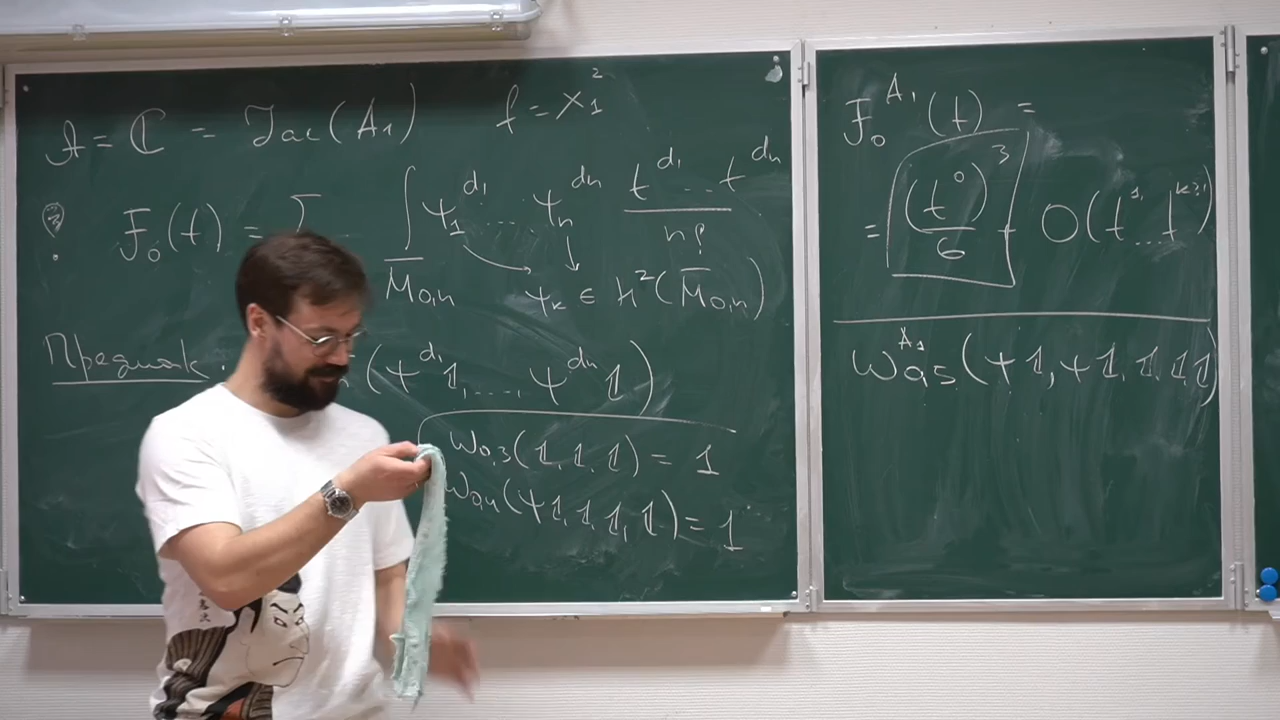 A = ℂ = Jac(A₁) f = x₁²
? F₀(t) = Σ ∫_{M̄₀,ₙ} ψ₁^{d₁} ... ψₙ^{dₙ} \frac{t^{d₁} ... t^{dₙ}}{n!}
ψₖ ∈ H²(M̄₀,ₙ)
(ψ^{d₁}𝟙, ..., ψ^{dₙ}𝟙)
ω₀,₃(𝟙,𝟙,𝟙) = 1
ω₀,₄(ψ𝟙,𝟙,𝟙,𝟙) = 1
F₀^{A₁}(t) =
= \frac{(t⁰)³}{6} + O(t¹, ... t^{k≥1})
ω₀,₅^{A₁}(ψ𝟙, ψ𝟙, 𝟙, 𝟙, 𝟙)